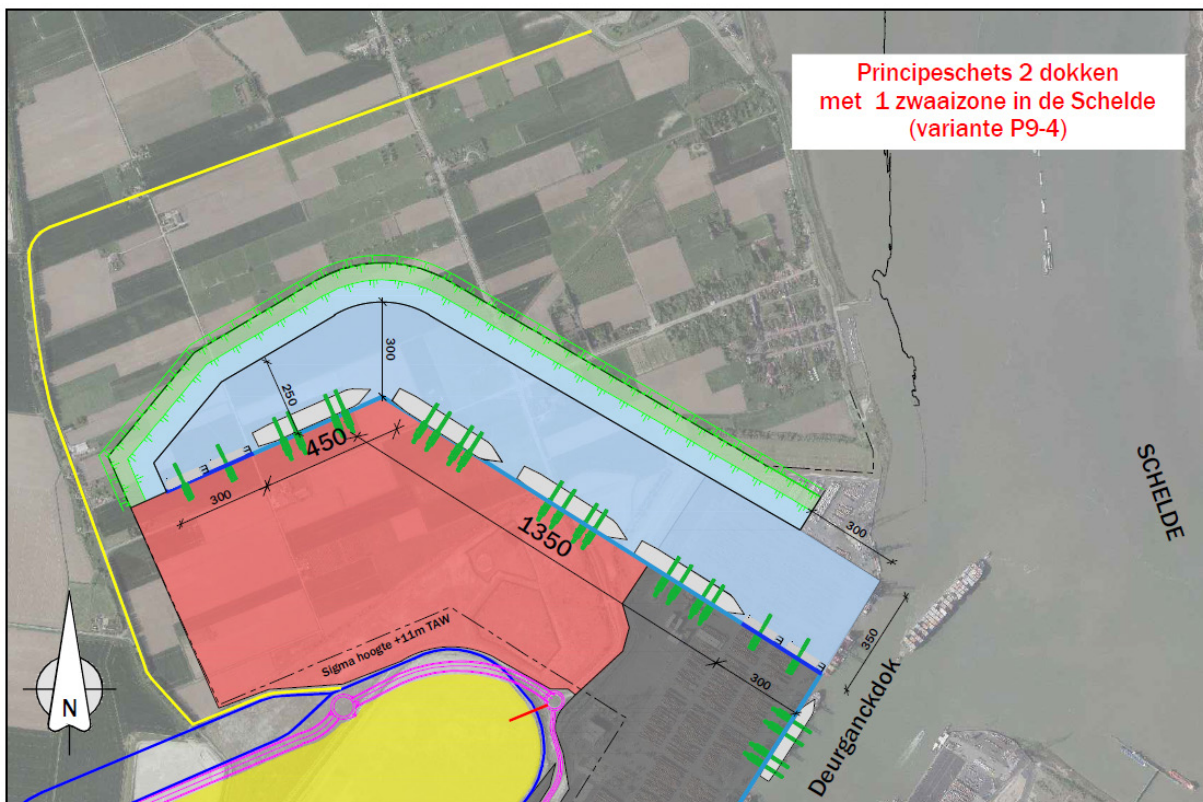 Principeschets 2 dokken
met 1 zwaaizone in de Schelde
(variante P9-4)
300
250
450
300
1350
300
SCHELDE
350
Sigma hoogte +11m TAW
300
Deurganckdok
N